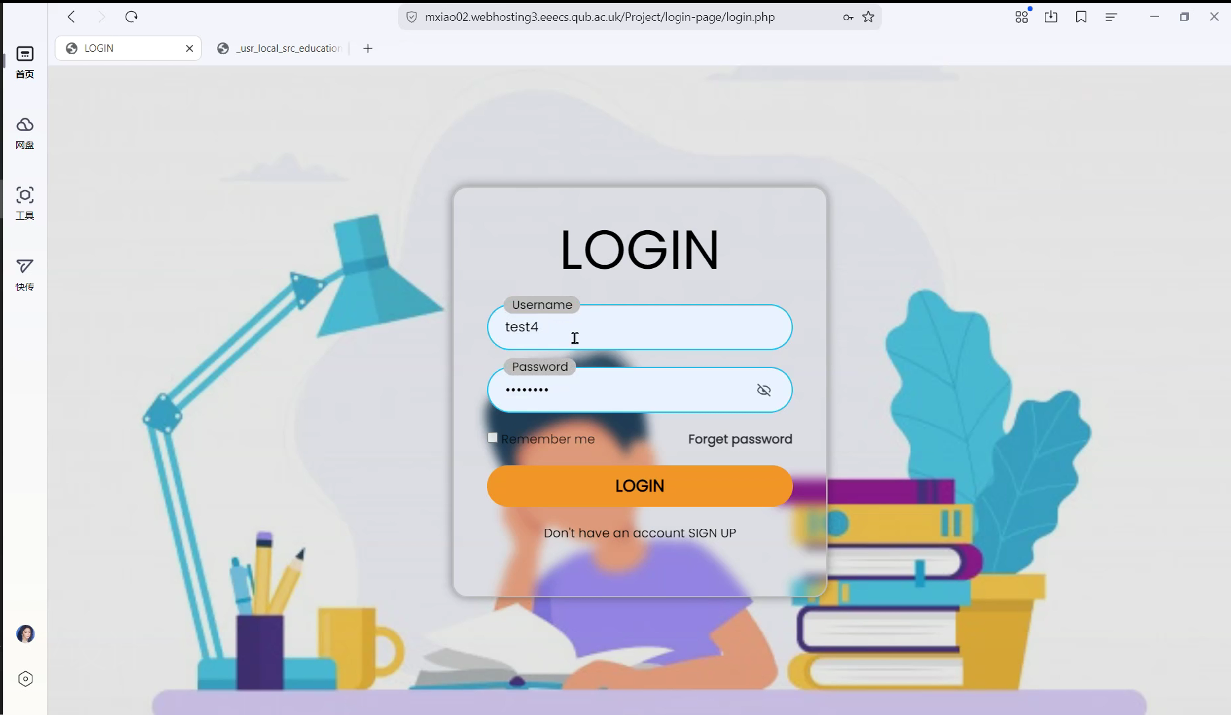 mxiao02.webhosting3.eeecs.qub.ac.uk/Project/login-page/login.php
LOGIN
_usr_local_src_education
首页
网盘
工具
快传
LOGIN
Username
test4
Password
••••••••
Remember me
Forget password
LOGIN
Don't have an account SIGN UP